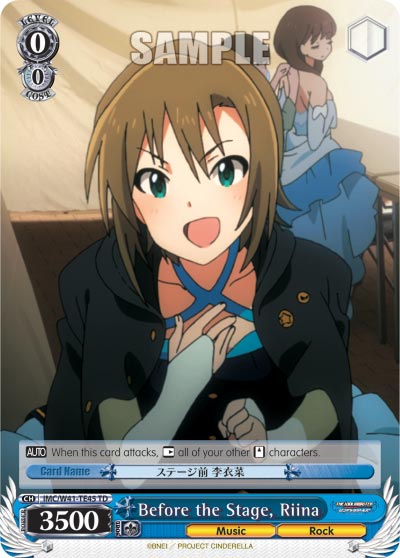 LEVEL
0
0
COST
SAMPLE
AUTO When this card attacks, all of your other characters.
Card Name ステージ前 李衣菜
CH IMC/W41-TE45 TD
3500
Before the Stage, Riina
Music Rock
©BNEI / PROJECT CINDERELLA